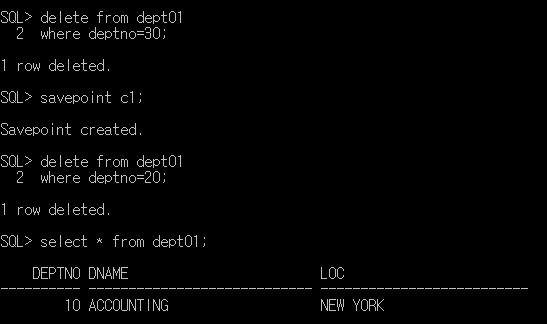 SQL> delete from dept01
  2  where deptno=30;
1 row deleted.
SQL> savepoint c1;
Savepoint created.
SQL> delete from dept01
  2  where deptno=20;
1 row deleted.
SQL> select * from dept01;
    DEPTNO DNAME                        LOC
---------- ---------------------------- --------------------------
        10 ACCOUNTING                   NEW YORK